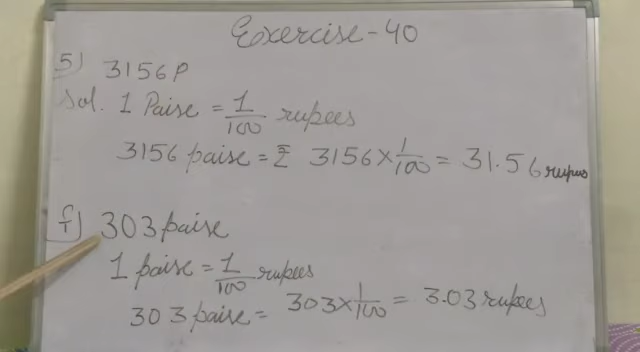 Exercise-40
5) 3156P
Sol. 1 Paise = 1/100 rupees
3156 paise = ₹ 3156 × 1/100 = 31.56 rupees
f) 303 paise
1 paise = 1/100 rupees
303 paise = 303 × 1/100 = 3.03 rupees